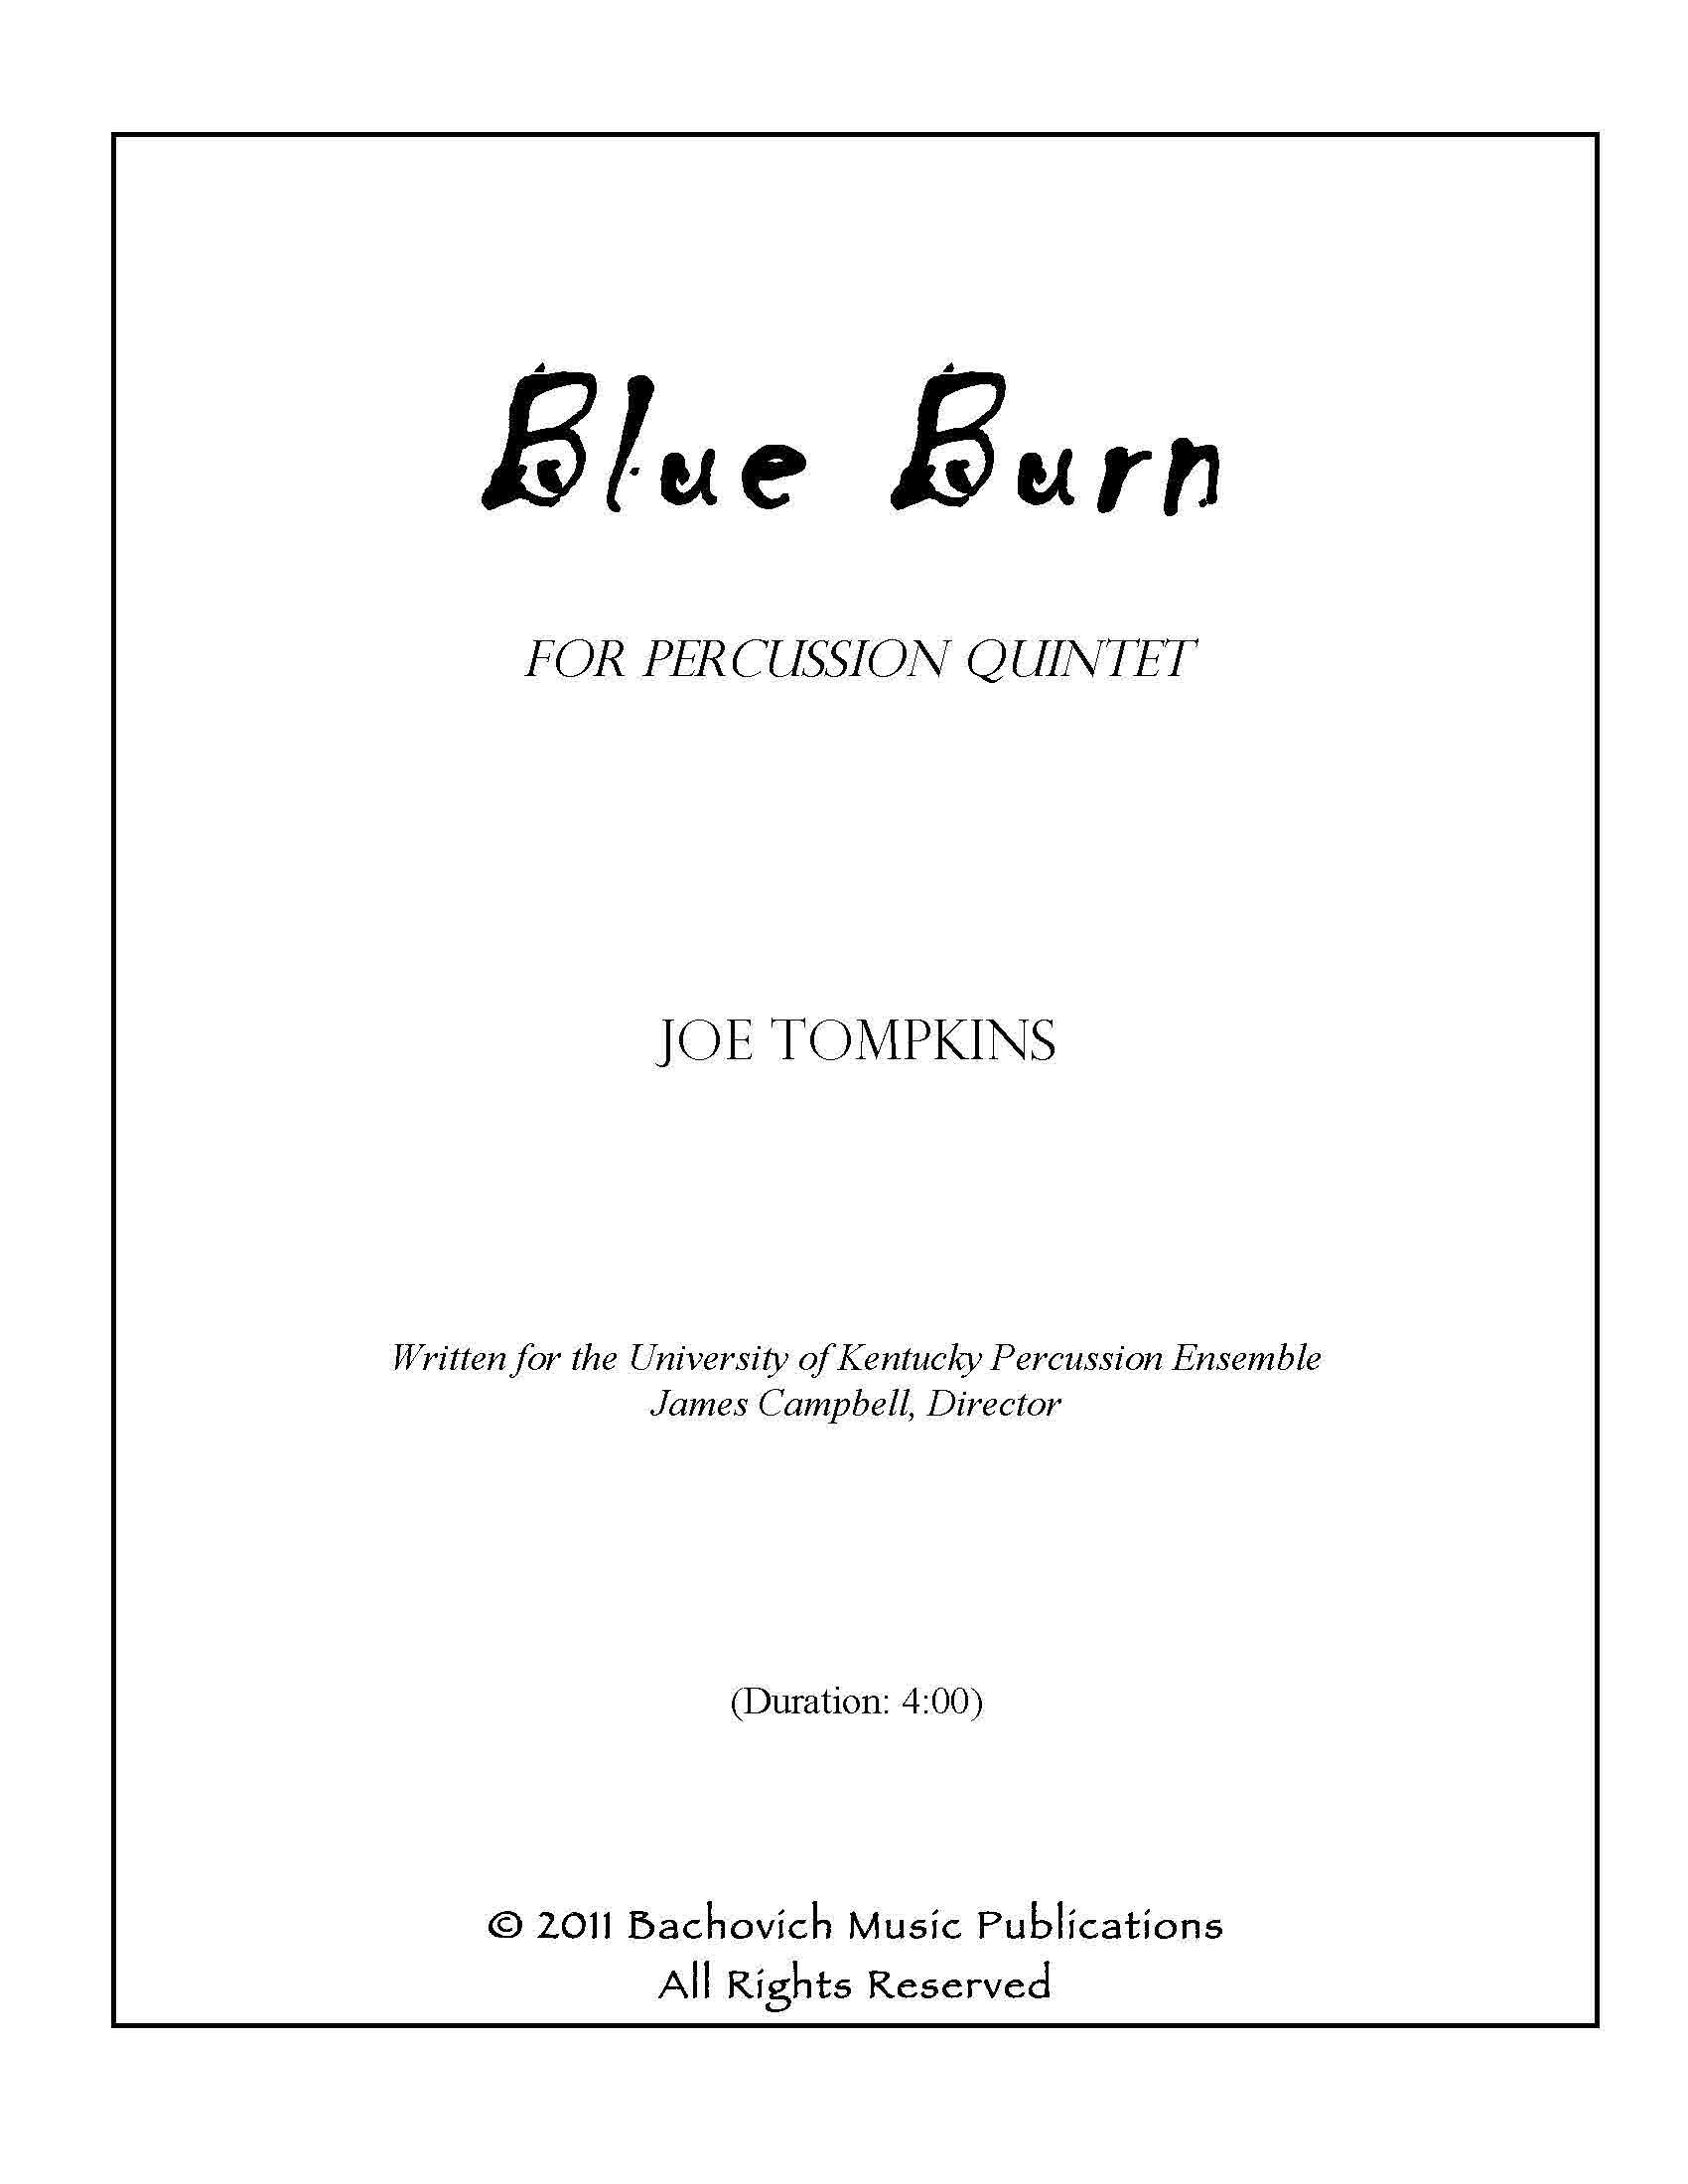 Blue Burn
FOR PERCUSSION QUINTET
JOE TOMPKINS
Written for the University of Kentucky Percussion Ensemble
James Campbell, Director
(Duration: 4:00)
© 2011 Bachovich Music Publications
All Rights Reserved